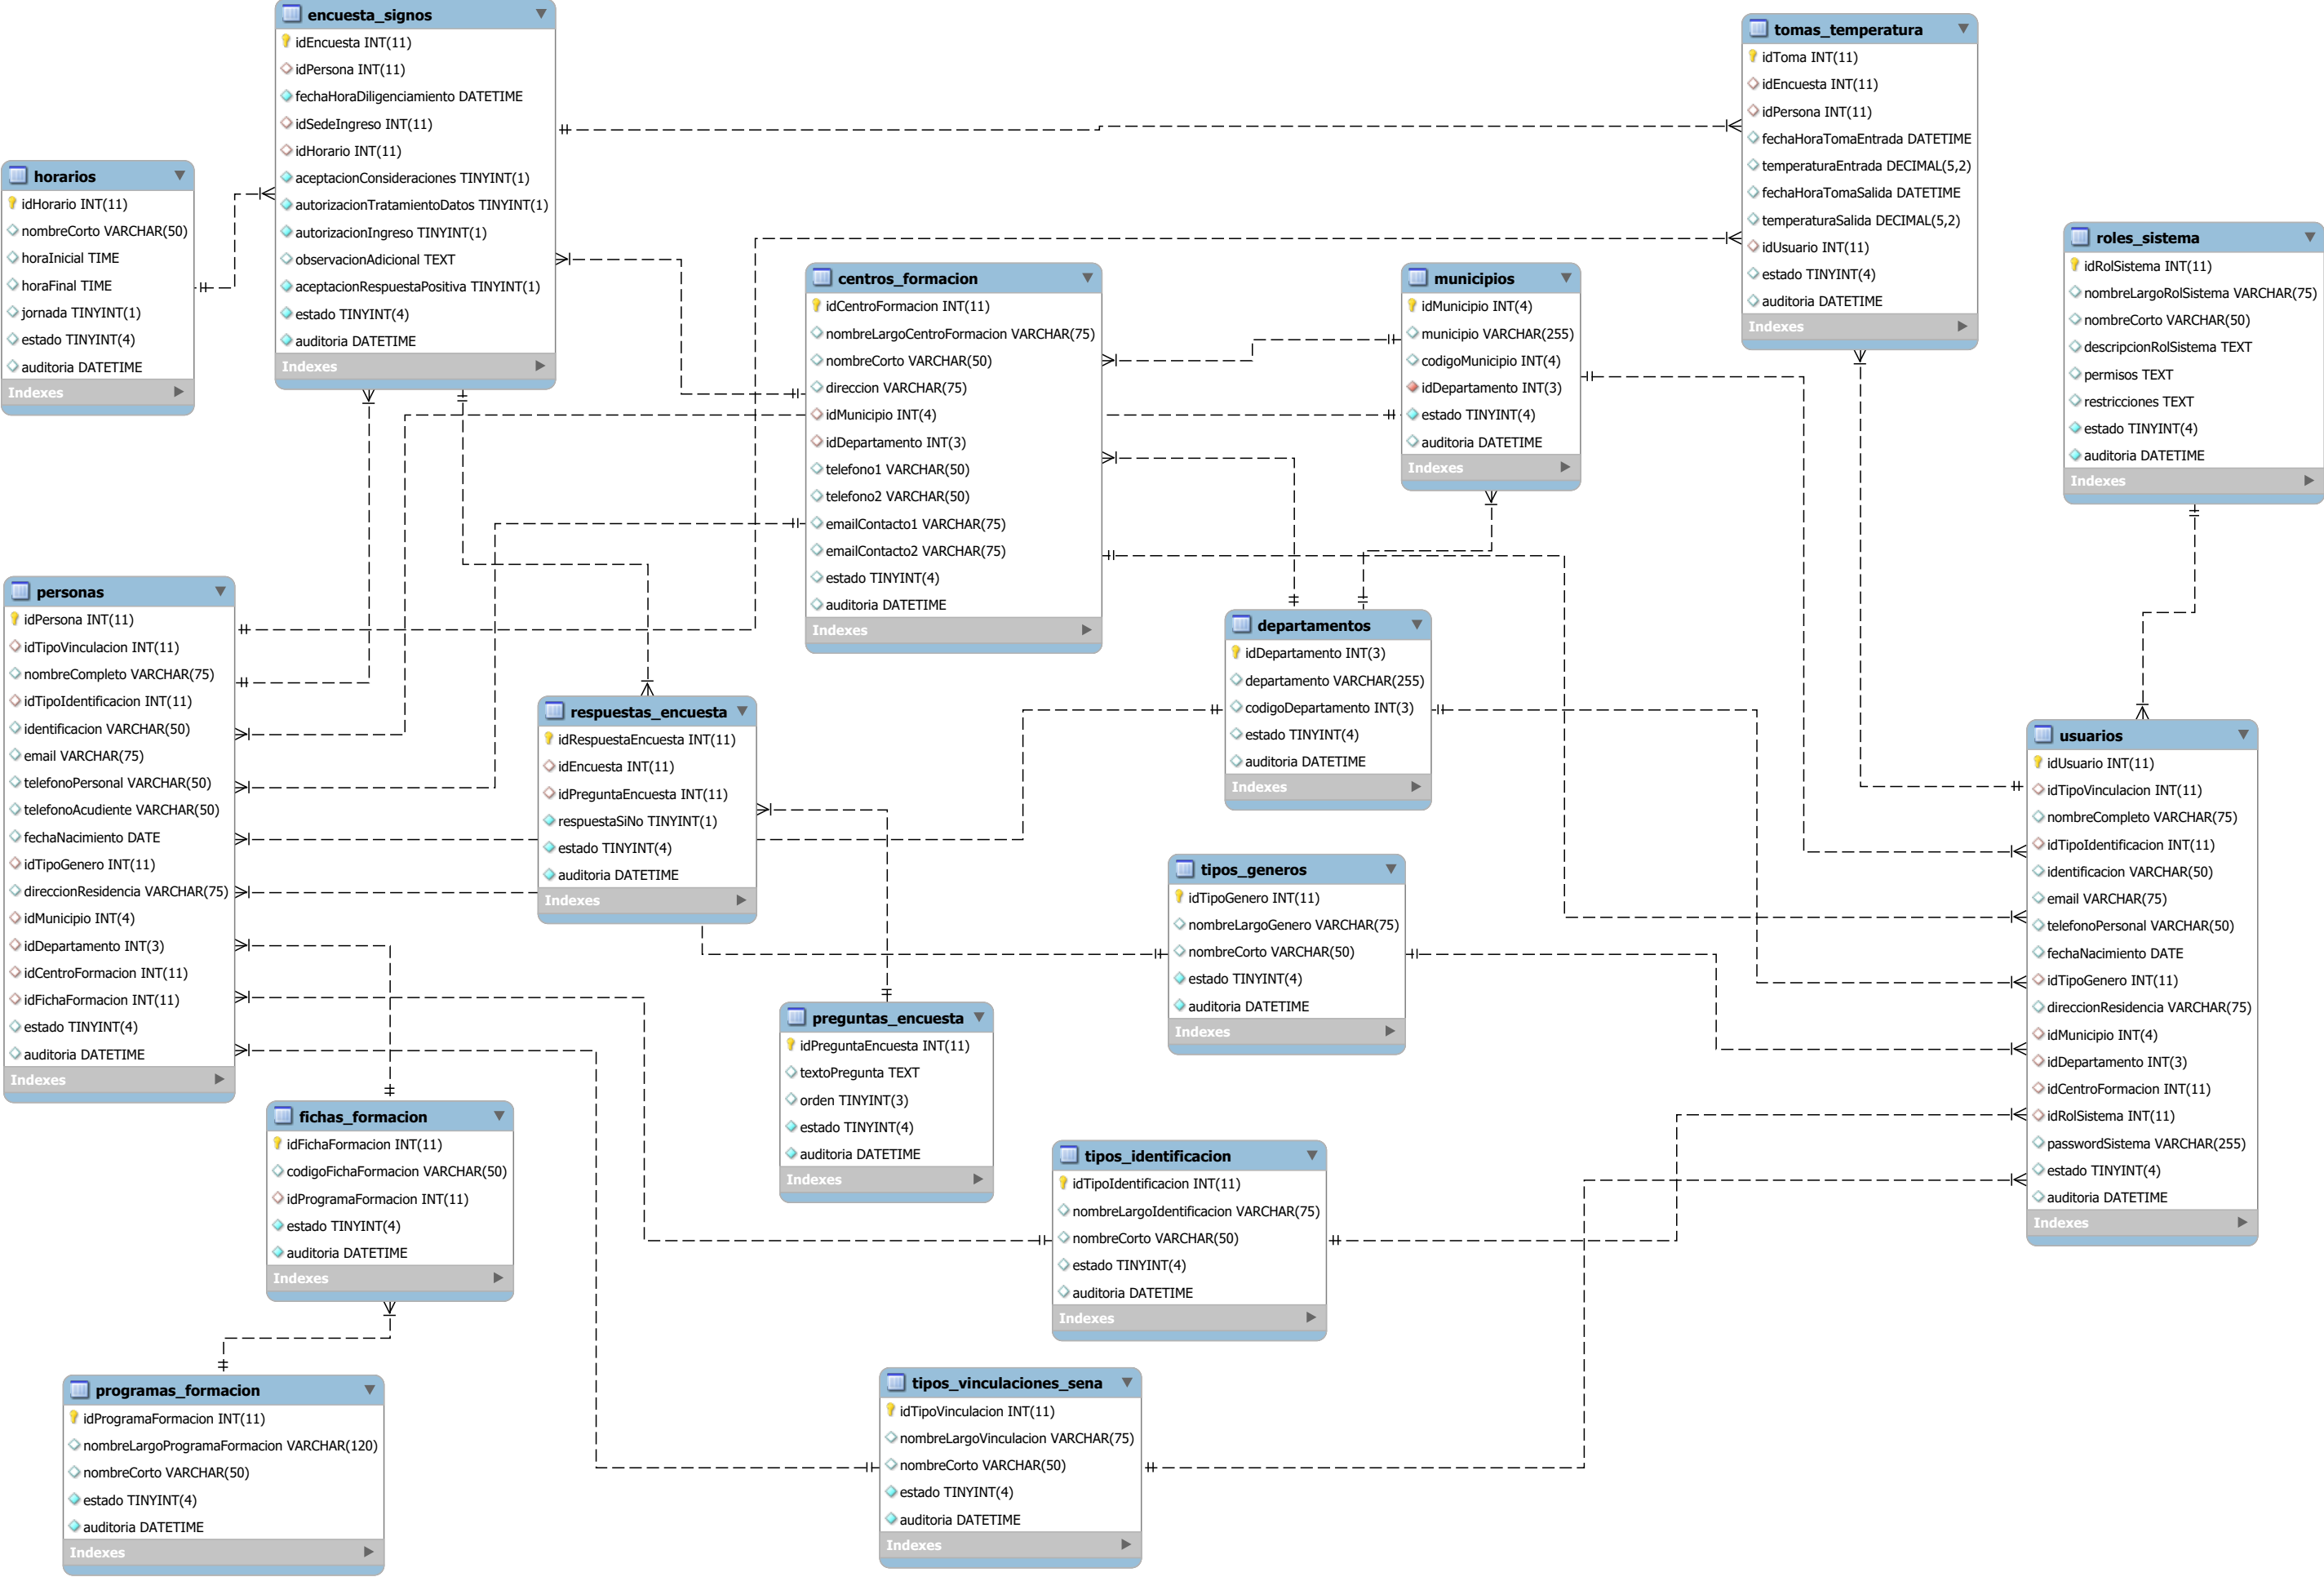 encuesta_signos
idEncuesta INT(11)
idPersona INT(11)
fechaHoraDiligenciamiento DATETIME
idSedeIngreso INT(11)
idHorario INT(11)
aceptacionConsideraciones TINYINT(1)
autorizacionTratamientoDatos TINYINT(1)
autorizacionIngreso TINYINT(1)
observacionAdicional TEXT
aceptacionRespuestaPositiva TINYINT(1)
estado TINYINT(4)
auditoria DATETIME
Indexes
tomas_temperatura
idToma INT(11)
idEncuesta INT(11)
idPersona INT(11)
fechaHoraTomaEntrada DATETIME
temperaturaEntrada DECIMAL(5,2)
fechaHoraTomaSalida DATETIME
temperaturaSalida DECIMAL(5,2)
idUsuario INT(11)
estado TINYINT(4)
auditoria DATETIME
Indexes
horarios
idHorario INT(11)
nombreCorto VARCHAR(50)
horaInicial TIME
horaFinal TIME
jornada TINYINT(1)
estado TINYINT(4)
auditoria DATETIME
Indexes
roles_sistema
idRolSistema INT(11)
nombreLargoRolSistema VARCHAR(75)
nombreCorto VARCHAR(50)
descripcionRolSistema TEXT
permisos TEXT
restricciones TEXT
estado TINYINT(4)
auditoria DATETIME
Indexes
centros_formacion
idCentroFormacion INT(11)
nombreLargoCentroFormacion VARCHAR(75)
nombreCorto VARCHAR(50)
direccion VARCHAR(75)
idMunicipio INT(4)
idDepartamento INT(3)
telefono1 VARCHAR(50)
telefono2 VARCHAR(50)
emailContacto1 VARCHAR(75)
emailContacto2 VARCHAR(75)
estado TINYINT(4)
auditoria DATETIME
Indexes
municipios
idMunicipio INT(4)
municipio VARCHAR(255)
codigoMunicipio INT(4)
idDepartamento INT(3)
estado TINYINT(4)
auditoria DATETIME
Indexes
personas
idPersona INT(11)
idTipoVinculacion INT(11)
nombreCompleto VARCHAR(75)
idTipoIdentificacion INT(11)
identificacion VARCHAR(50)
email VARCHAR(75)
telefonoPersonal VARCHAR(50)
telefonoAcudiente VARCHAR(50)
fechaNacimiento DATE
idTipoGenero INT(11)
direccionResidencia VARCHAR(75)
idMunicipio INT(4)
idDepartamento INT(3)
idCentroFormacion INT(11)
idFichaFormacion INT(11)
estado TINYINT(4)
auditoria DATETIME
Indexes
departamentos
idDepartamento INT(3)
departamento VARCHAR(255)
codigoDepartamento INT(3)
estado TINYINT(4)
auditoria DATETIME
Indexes
respuestas_encuesta
idRespuestaEncuesta INT(11)
idEncuesta INT(11)
idPreguntaEncuesta INT(11)
respuestaSiNo TINYINT(1)
estado TINYINT(4)
auditoria DATETIME
Indexes
usuarios
idUsuario INT(11)
idTipoVinculacion INT(11)
nombreCompleto VARCHAR(75)
idTipoIdentificacion INT(11)
identificacion VARCHAR(50)
email VARCHAR(75)
telefonoPersonal VARCHAR(50)
fechaNacimiento DATE
idTipoGenero INT(11)
direccionResidencia VARCHAR(75)
idMunicipio INT(4)
idDepartamento INT(3)
idCentroFormacion INT(11)
idRolSistema INT(11)
passwordSistema VARCHAR(255)
estado TINYINT(4)
auditoria DATETIME
Indexes
tipos_generos
idTipoGenero INT(11)
nombreLargoGenero VARCHAR(75)
nombreCorto VARCHAR(50)
estado TINYINT(4)
auditoria DATETIME
Indexes
preguntas_encuesta
idPreguntaEncuesta INT(11)
textoPregunta TEXT
orden TINYINT(3)
estado TINYINT(4)
auditoria DATETIME
Indexes
fichas_formacion
idFichaFormacion INT(11)
codigoFichaFormacion VARCHAR(50)
idProgramaFormacion INT(11)
estado TINYINT(4)
auditoria DATETIME
Indexes
tipos_identificacion
idTipoIdentificacion INT(11)
nombreLargoIdentificacion VARCHAR(75)
nombreCorto VARCHAR(50)
estado TINYINT(4)
auditoria DATETIME
Indexes
programas_formacion
idProgramaFormacion INT(11)
nombreLargoProgramaFormacion VARCHAR(120)
nombreCorto VARCHAR(50)
estado TINYINT(4)
auditoria DATETIME
Indexes
tipos_vinculaciones_sena
idTipoVinculacion INT(11)
nombreLargoVinculacion VARCHAR(75)
nombreCorto VARCHAR(50)
estado TINYINT(4)
auditoria DATETIME
Indexes